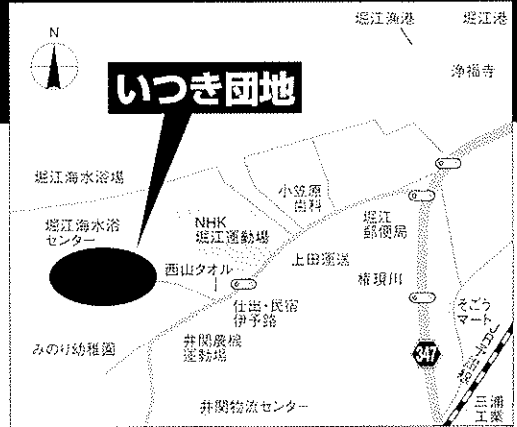 堀江漁港
堀江港
N
浄福寺
いつき団地
堀江海水浴場
小笠原
歯科
堀江海水浴
センター
NHK
堀江運動場
堀江
郵便局
上田運送
西山タオル
権現川
仕出・民宿
伊予路
そごう
マート
みのり幼稚園
井関農機
運動場
347
JR予讃線
井関物流センター
三浦
工業